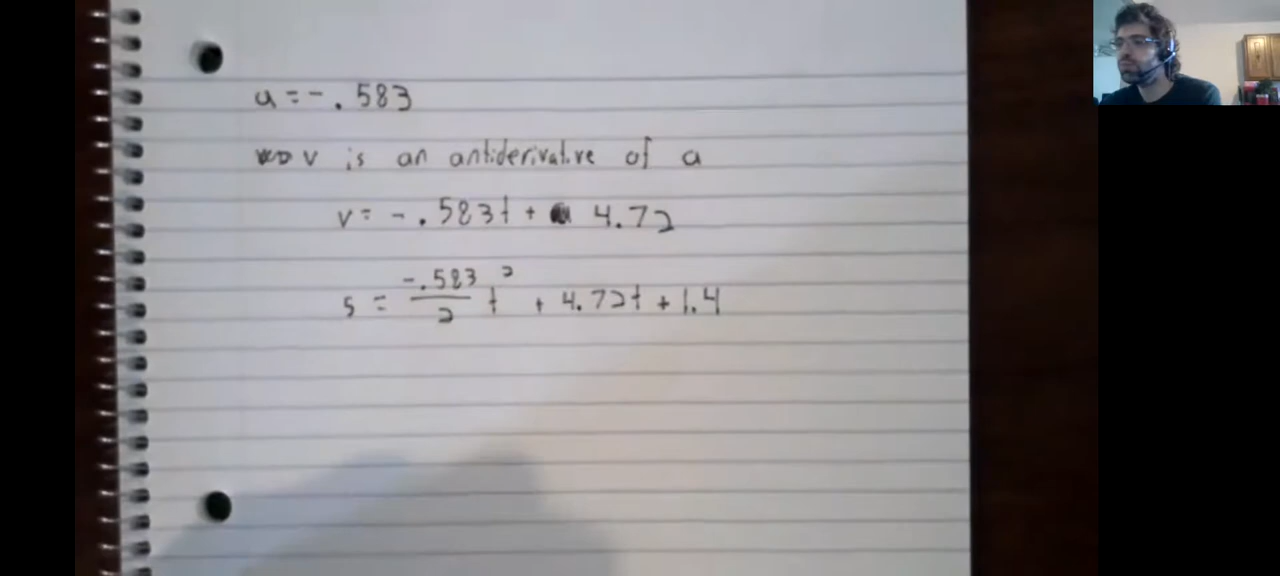 a = -.583
v is an antiderivative of a
v = -.583t + 4.72
s = -.583/2 t² + 4.72t + 1.4